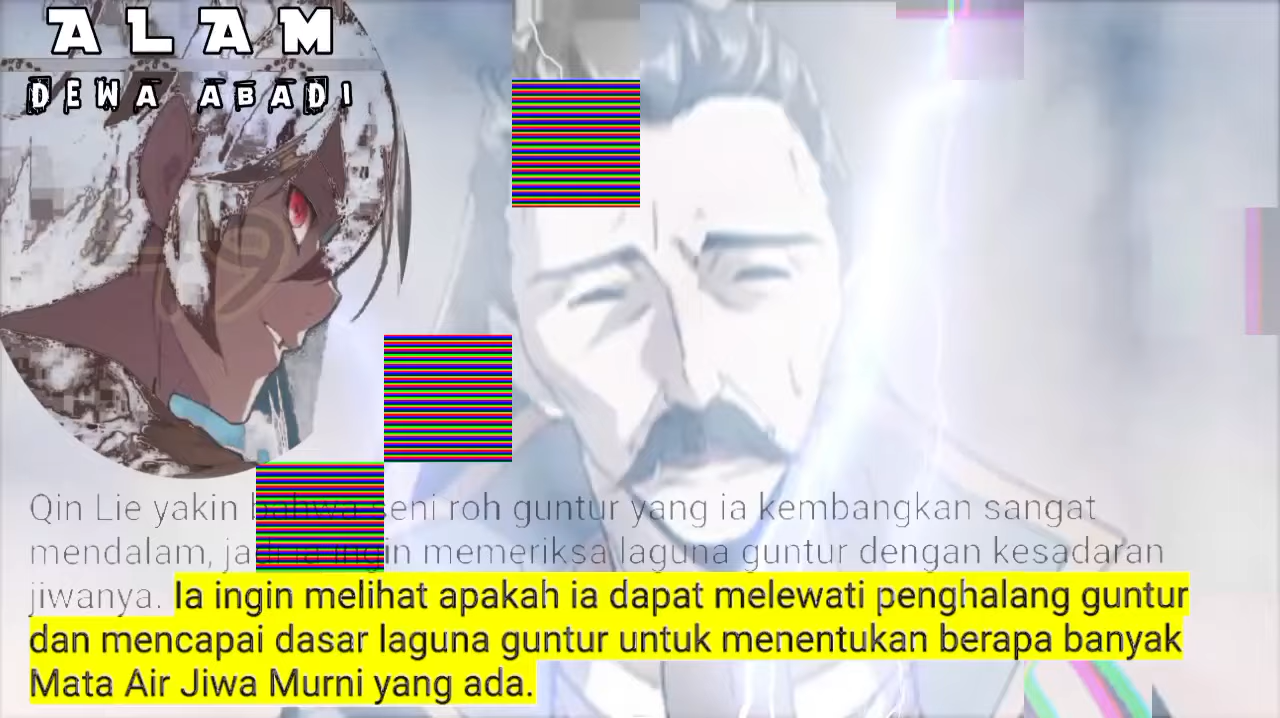 ALAM
DEWA ABADI
Qin Lie yakin bahwa seni roh guntur yang ia kembangkan sangat
mendalam, jadi ia ingin memeriksa laguna guntur dengan kesadaran
jiwanya. Ia ingin melihat apakah ia dapat melewati penghalang guntur
dan mencapai dasar laguna guntur untuk menentukan berapa banyak
Mata Air Jiwa Murni yang ada.